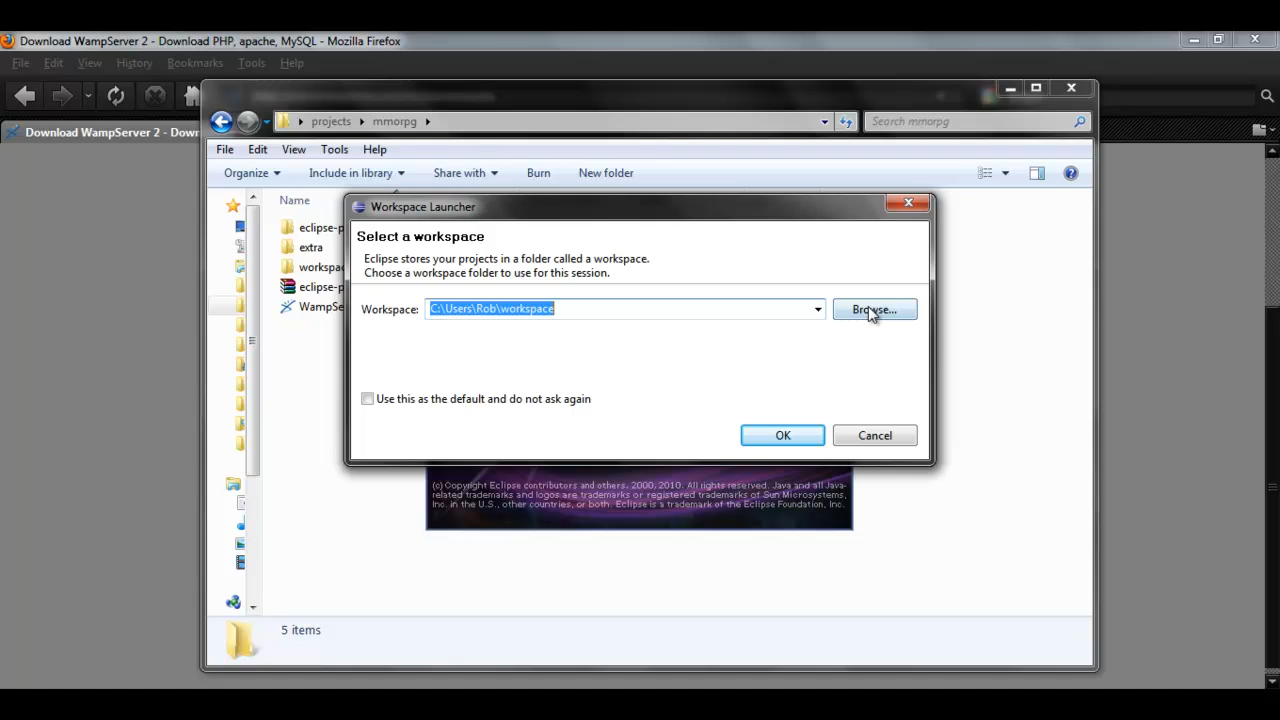 Download WampServer 2 - Download PHP, apache, MySQL - Mozilla Firefox
File Edit View History Bookmarks Tools Help
projects mmorpg Search mmorpg
Download WampServer 2 - Down
File Edit View Tools Help
Organize Include in library Share with Burn New folder
Name
eclipse-p
extra
workspac
eclipse-p
WampSe
Workspace Launcher
Select a workspace
Eclipse stores your projects in a folder called a workspace.
Choose a workspace folder to use for this session.
Workspace: C:\Users\Rob\workspace Browse...
Use this as the default and do not ask again
OK Cancel
(c) Copyright Eclipse contributors and others, 2000, 2010. All rights reserved. Java and all Java-
related trademarks and logos are trademarks or registered trademarks of Sun Microsystems,
Inc. in the U.S., other countries, or both. Eclipse is a trademark of the Eclipse Foundation, Inc.
5 items